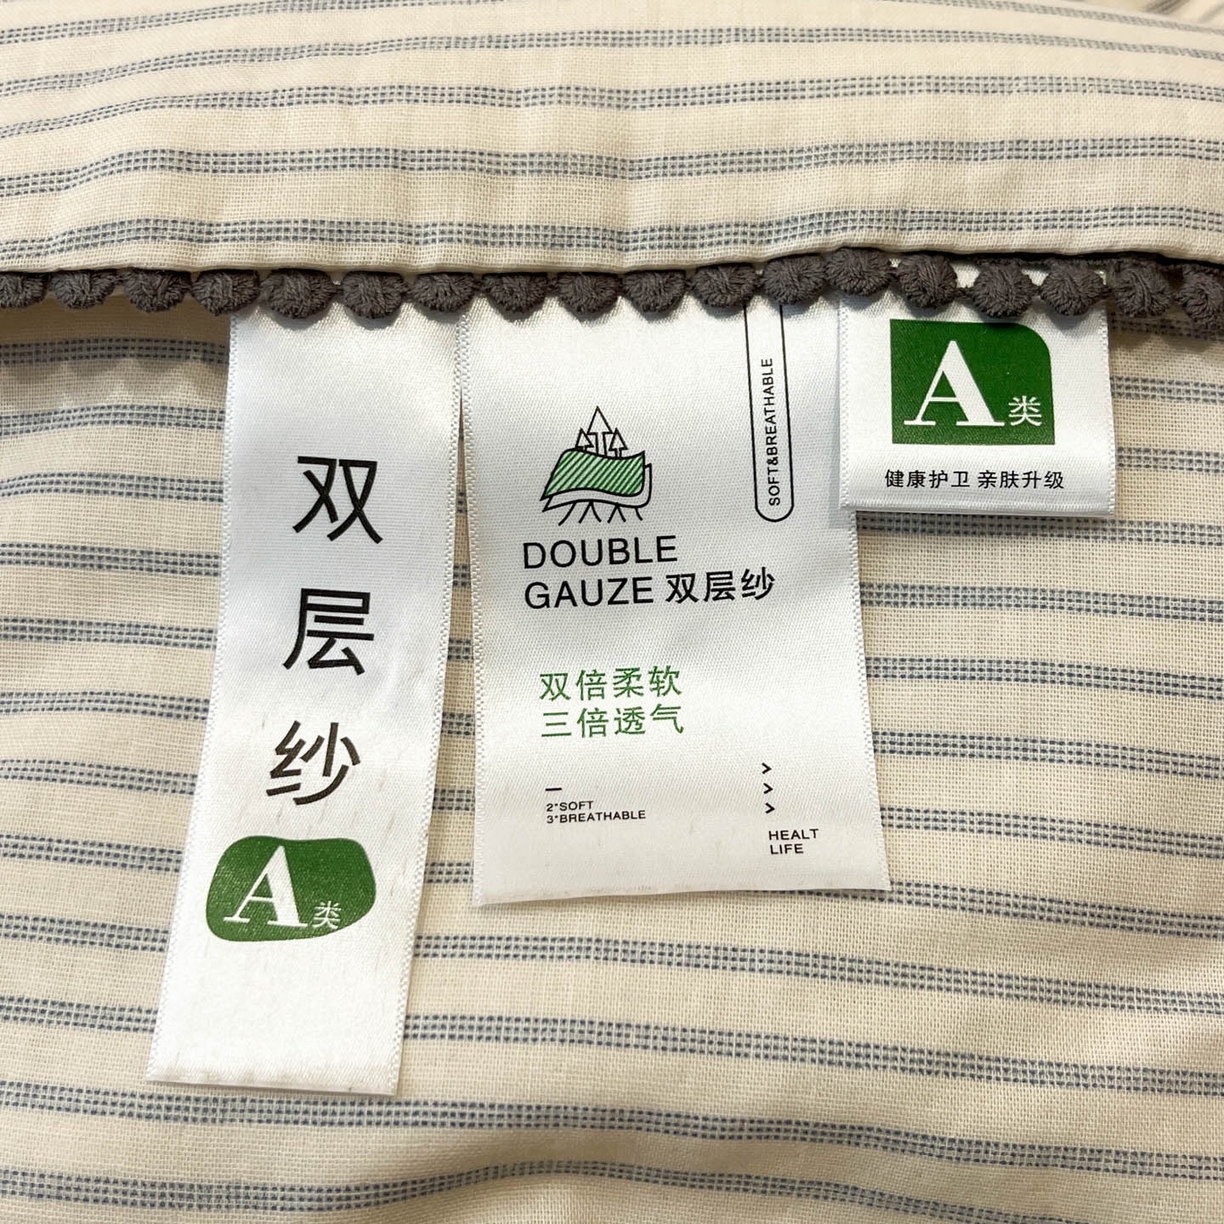 双
层
纱
A类
SOFT&BREATHABLE
DOUBLE
GAUZE 双层纱
双倍柔软
三倍透气
2*SOFT
3*BREATHABLE
HEALT
LIFE
A类
健康护卫 亲肤升级